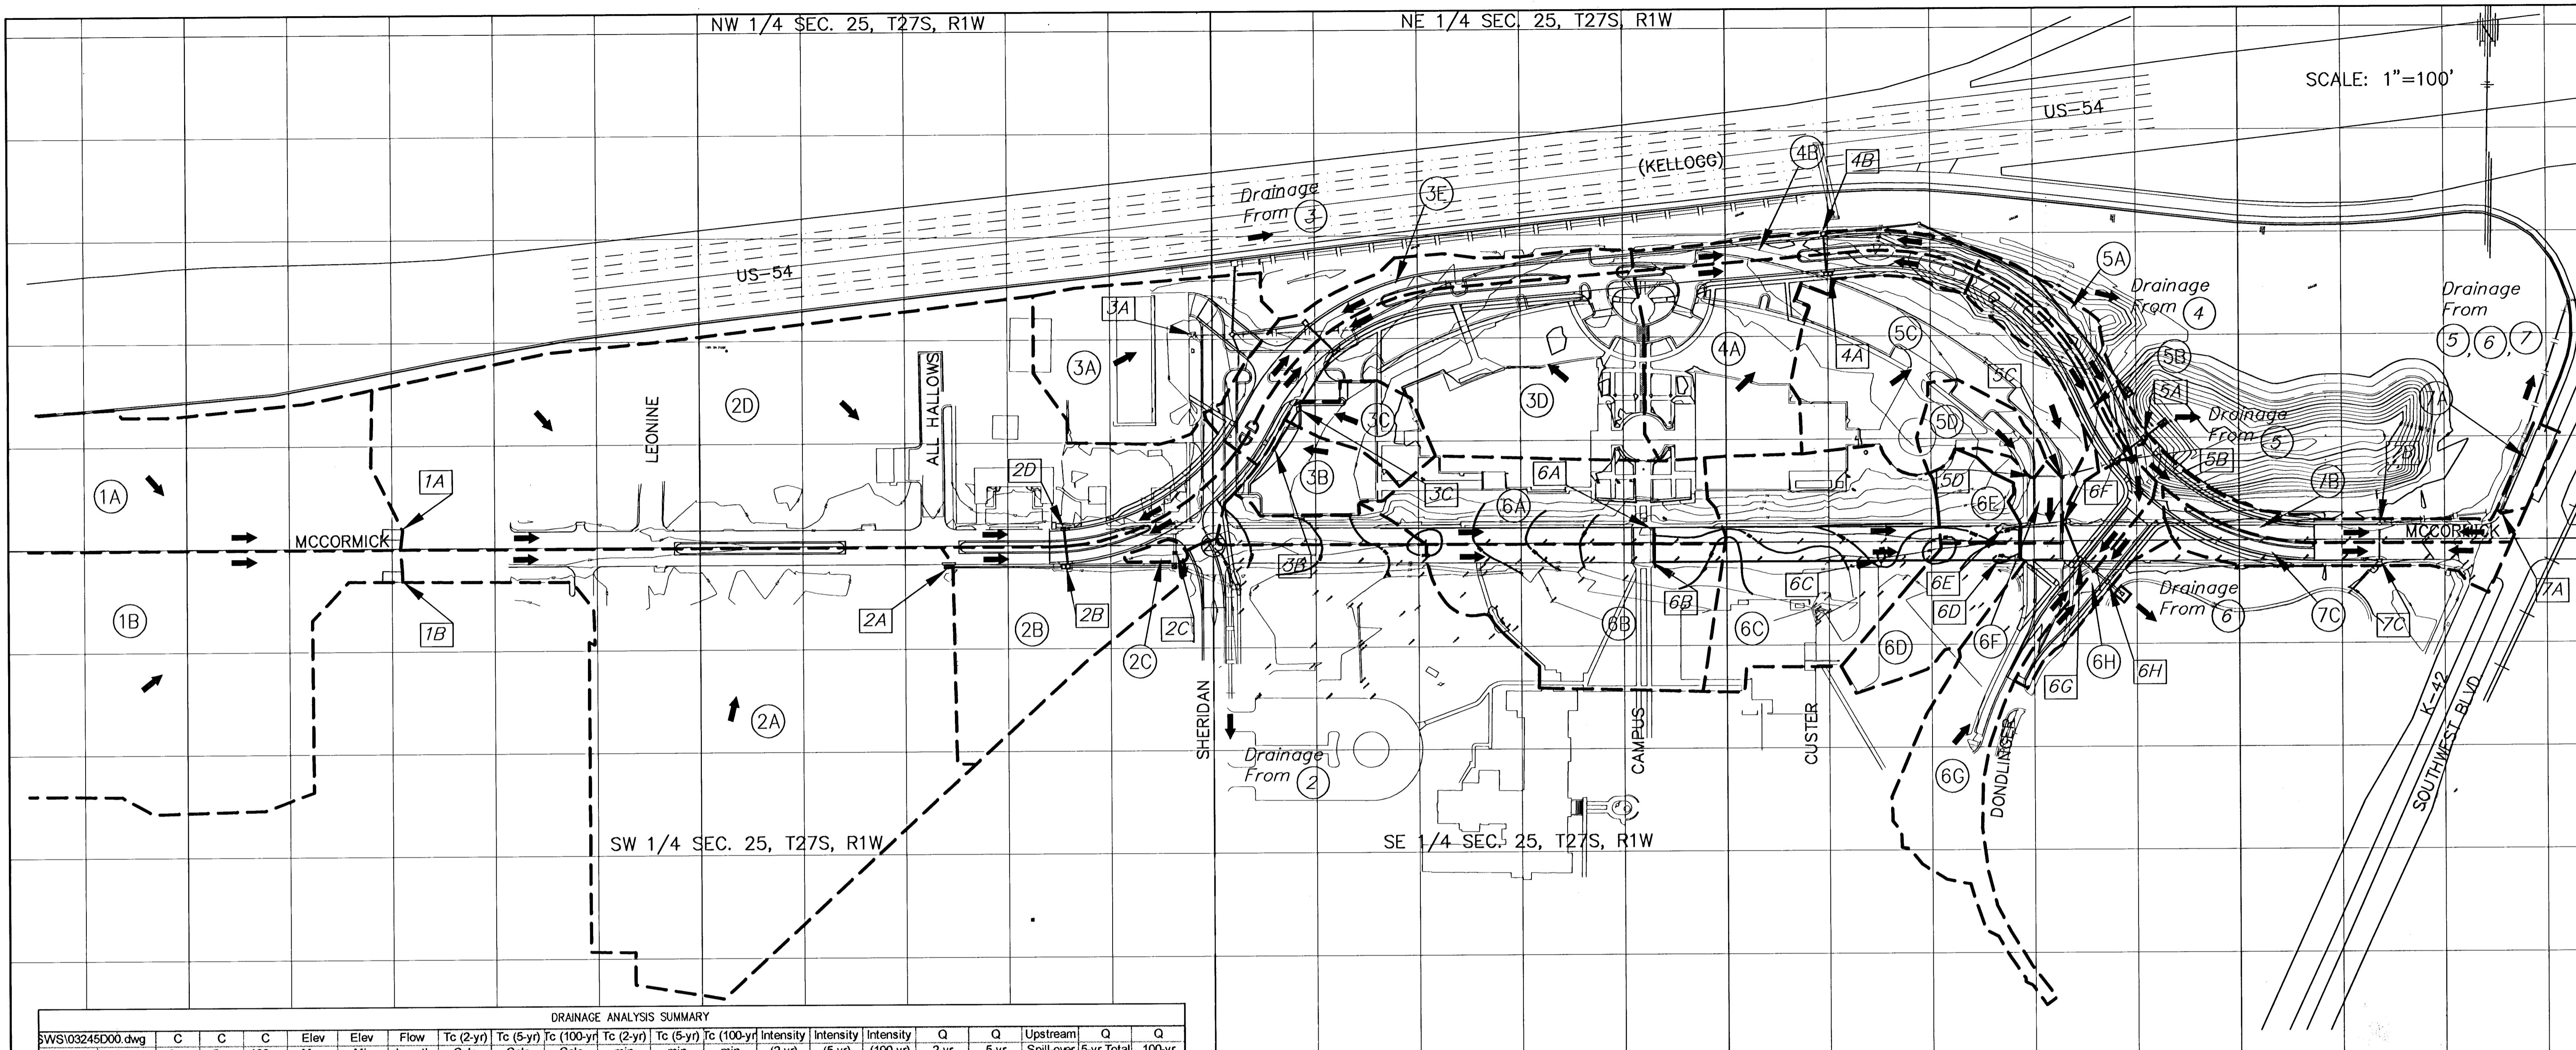 NW 1/4 SEC. 25, T27S, R1W
NE 1/4 SEC. 25, T27S, R1W
N
SCALE: 1"=100'
US-54
(KELLOGG)
4B
4B
3E
Drainage
From 3
US-54
5A
Drainage
From 4
Drainage
From
5, 6, 7
3A
3A
4A
4A
5C
5C
5B
5A
7A
2D
3D
3C
LEONINE
ALL HALLOWS
5D
Drainage
From 5
1A
1A
2D
3B
3C
6A
6A
5D
6E
6F
5B
7B
7B
MCCORMICK
MCCORMICK
1B
1B
2A
2B
2B
2C
2C
3B
6B
6B
6C
6C
6D
6E
6D
6F
6G
6H
6H
Drainage
From 6
7C
7C
7A
2A
SHERIDAN
Drainage
From 2
CAMPUS
CUSTER
6G
DONDLINGER
K-42
SOUTHWEST BLVD.
SW 1/4 SEC. 25, T27S, R1W
SE 1/4 SEC. 25, T27S, R1W
DRAINAGE ANALYSIS SUMMARY
SWS\03245D00.dwg C C C Elev Elev Flow Tc (2-yr) Tc (5-yr) Tc (100-yr Tc (2-yr) Tc (5-yr) Tc (100-yr Intensity Intensity Intensity Q Q Upstream Q Q